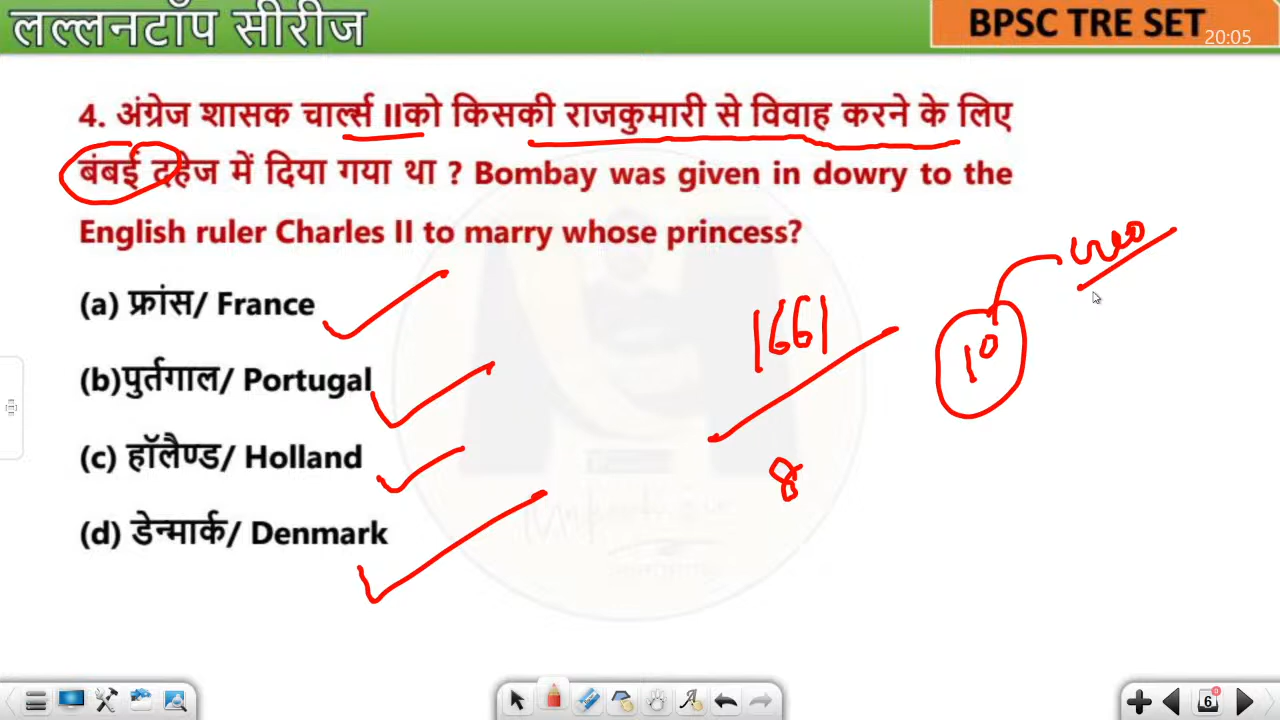 लल्लनटॉप सीरीज
BPSC TRE SET
20:05
4. अंग्रेज शासक चार्ल्स IIको किसकी राजकुमारी से विवाह करने के लिए
बंबई दहेज में दिया गया था ? Bombay was given in dowry to the
English ruler Charles II to marry whose princess?
(a) फ्रांस/ France
(b)पुर्तगाल/ Portugal
(c) हॉलैण्ड/ Holland
(d) डेन्मार्क/ Denmark
1661
10
8
6